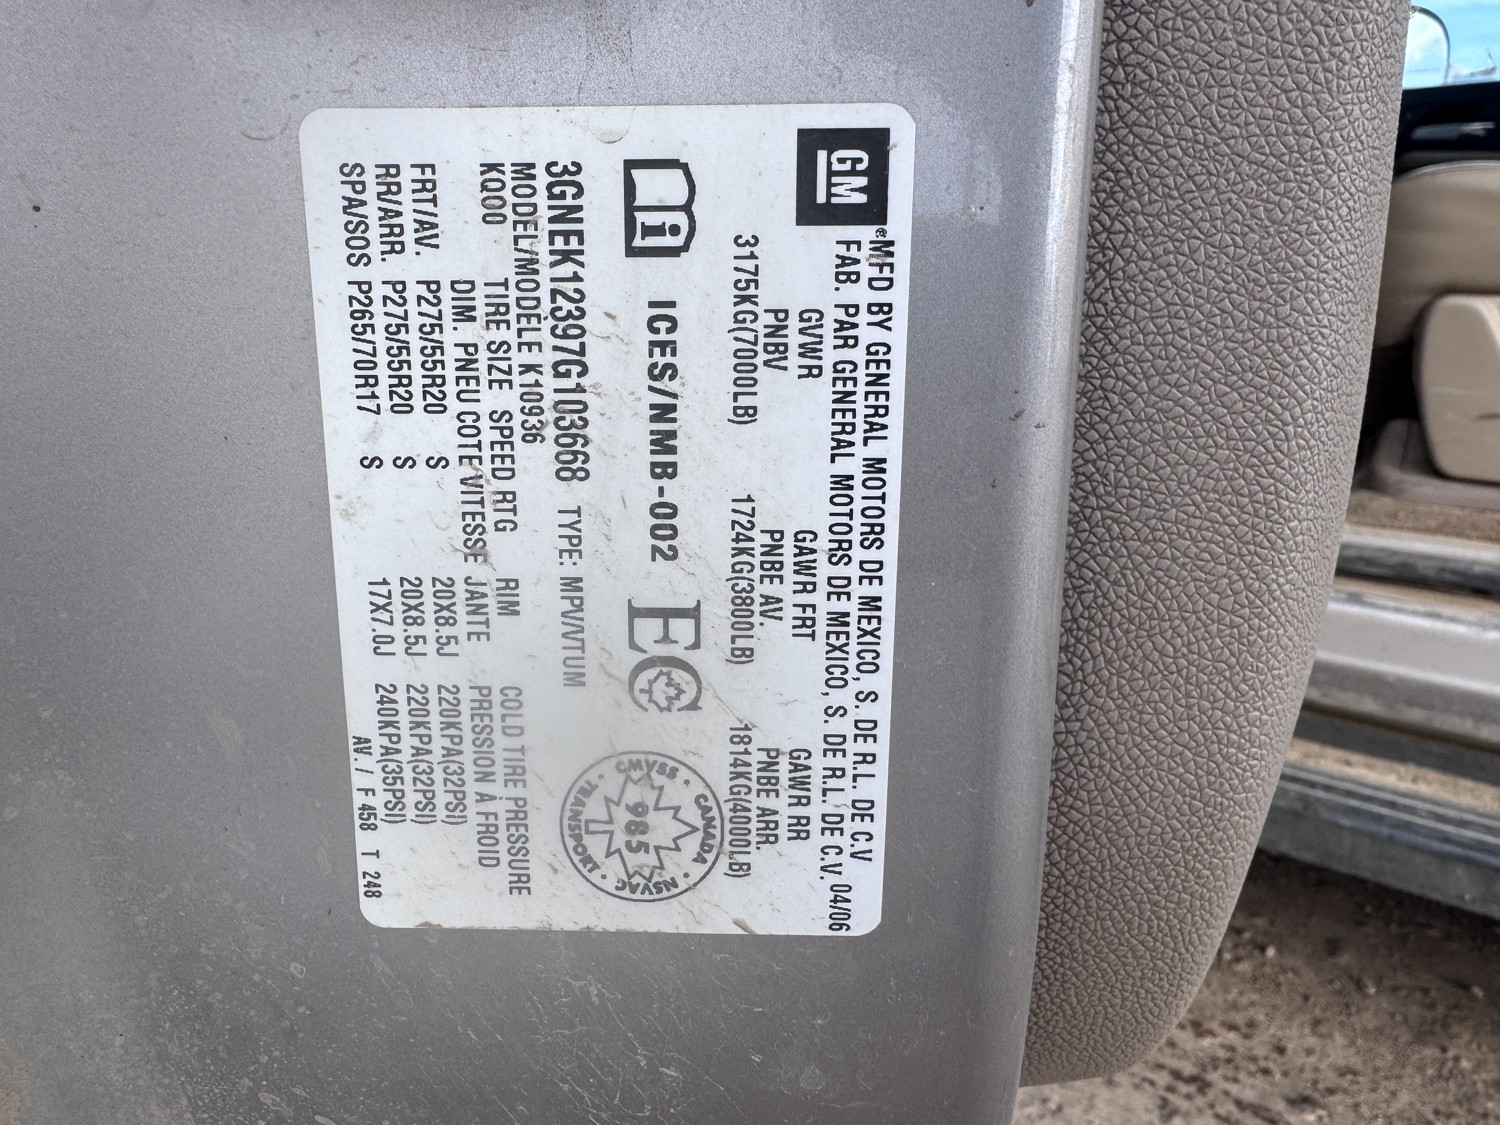 GM
®MFD BY GENERAL MOTORS DE MEXICO, S. DE R.L. DE C.V
FAB. PAR GENERAL MOTORS DE MEXICO, S. DE R.L. DE C.V. 04/06
GVWR GAWR FRT GAWR RR
PNBV PNBE AV. PNBE ARR.
3175KG(7000LB) 1724KG(3800LB) 1814KG(4000LB)
i ICES/NMB-002 EC
CMVSS · CANADA · NSVAC · TRANSPORT ·
985
3GNEK12397G103668 TYPE: MPV/VTUM
MODEL/MODÈLE K10936
KQ00 TIRE SIZE SPEED RTG RIM COLD TIRE PRESSURE
DIM. PNEU COTE VITESSE JANTE PRESSION À FROID
FRT/AV. P275/55R20 S 20X8.5J 220KPA(32PSI)
RR/ARR. P275/55R20 S 20X8.5J 220KPA(32PSI)
SPA/SOS P265/70R17 S 17X7.0J 240KPA(35PSI)
AV. / F 458 T 248